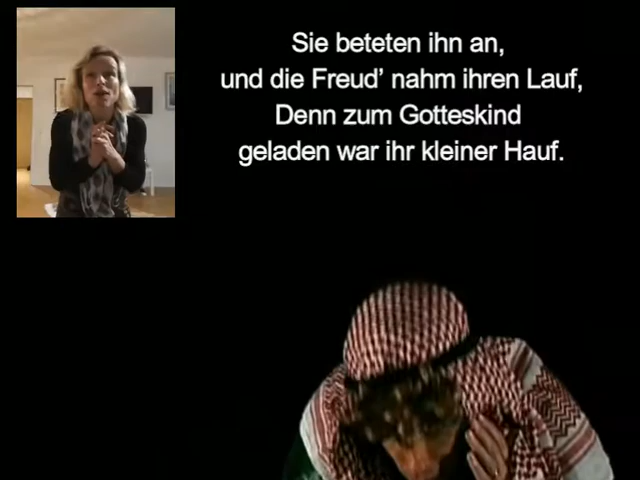 Sie beteten ihn an,
und die Freud’ nahm ihren Lauf,
Denn zum Gotteskind
geladen war ihr kleiner Hauf.